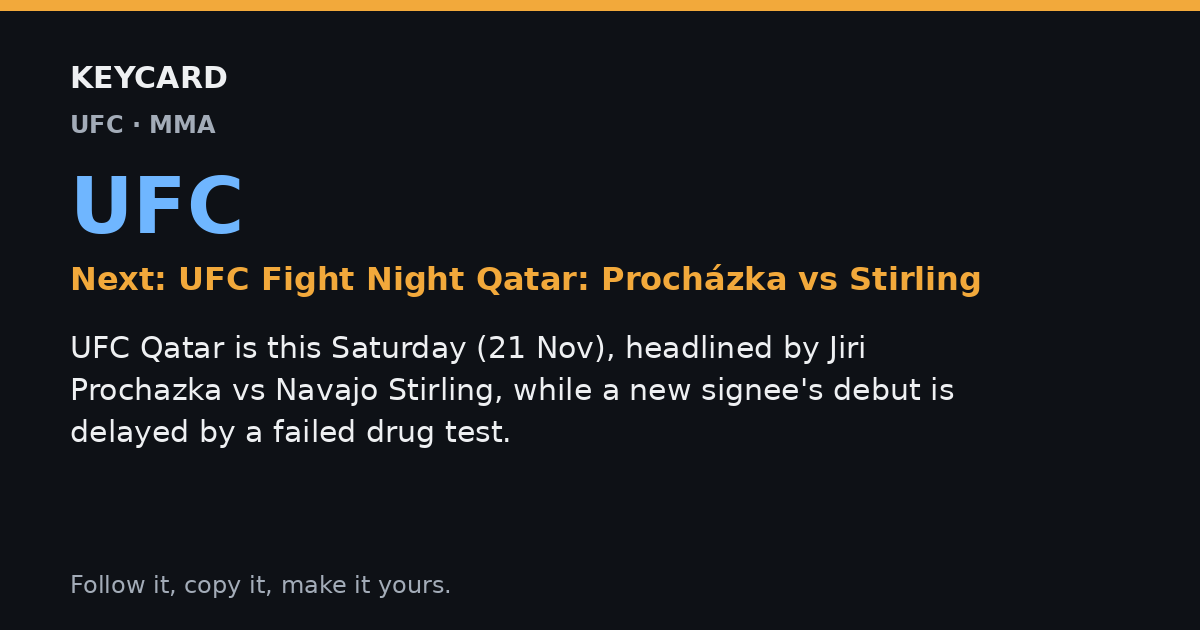 KEYCARD
UFC · MMA
UFC
Next: UFC Fight Night Qatar: Procházka vs Stirling
UFC Qatar is this Saturday (21 Nov), headlined by Jiri
Prochazka vs Navajo Stirling, while a new signee's debut is
delayed by a failed drug test.
Follow it, copy it, make it yours.